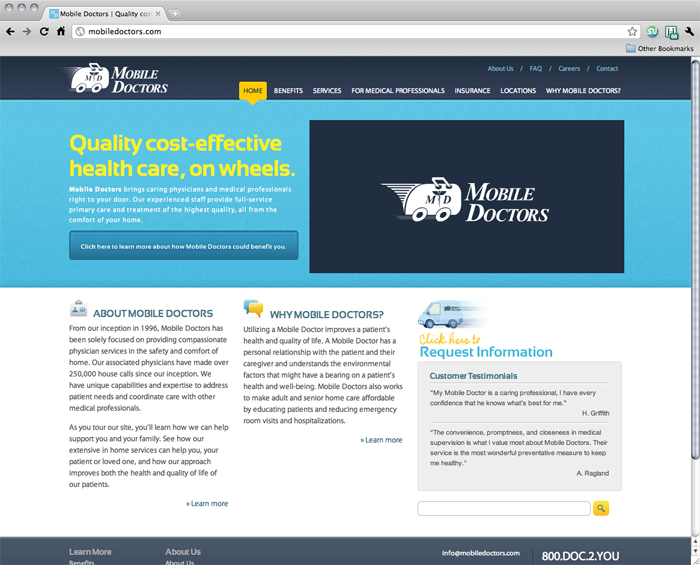 Mobile Doctors | Quality cos
mobiledoctors.com
Other Bookmarks
MOBILE DOCTORS
M D
About Us / FAQ / Careers / Contact
HOME BENEFITS SERVICES FOR MEDICAL PROFESSIONALS INSURANCE LOCATIONS WHY MOBILE DOCTORS?
Quality cost-effective
health care, on wheels.
Mobile Doctors brings caring physicians and medical professionals
right to your door. Our experienced staff provide full-service
primary care and treatment of the highest quality, all from the
comfort of your home.
Click here to learn more about how Mobile Doctors could benefit you.
M D
MOBILE
DOCTORS
ABOUT MOBILE DOCTORS
From our inception in 1996, Mobile Doctors has
been solely focused on providing compassionate
physician services in the safety and comfort of
home. Our associated physicians have made over
250,000 house calls since our inception. We
have unique capabilities and expertise to address
patient needs and coordinate care with other
medical professionals.
As you tour our site, you'll learn how we can help
support you and your family. See how our
extensive in home services can help you, your
patient or loved one, and how our approach
improves both the health and quality of life of
our patients.
» Learn more
WHY MOBILE DOCTORS?
Utilizing a Mobile Doctor improves a patient's
health and quality of life. A Mobile Doctor has a
personal relationship with the patient and their
caregiver and understands the environmental
factors that might have a bearing on a patient's
health and well-being. Mobile Doctors also works
to make adult and senior home care affordable
by educating patients and reducing emergency
room visits and hospitalizations.
» Learn more
Click here to
Request Information
Customer Testimonials
"My Mobile Doctor is a caring professional, I have every
confidence that he knows what's best for me."
H. Griffith
"The convenience, promptness, and closeness in medical
supervision is what I value most about Mobile Doctors. Their
service is the most wonderful preventative measure to keep
me healthy."
A. Ragland
Learn More
Benefits
About Us
About Us
info@mobiledoctors.com
800.DOC.2.YOU